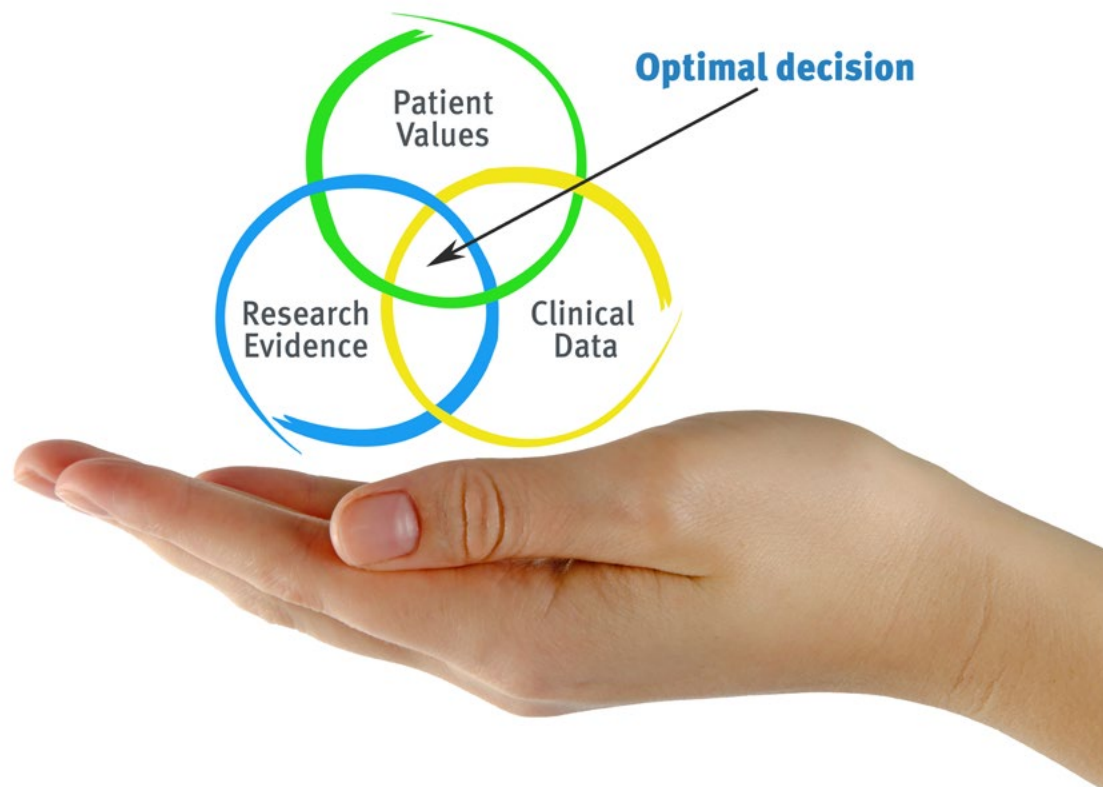 Optimal decision
Patient
Values
Research
Evidence
Clinical
Data